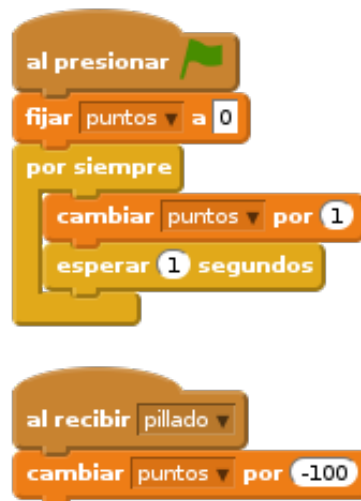 al presionar
fijar puntos a 0
por siempre
cambiar puntos por 1
esperar 1 segundos
al recibir pillado
cambiar puntos por -100